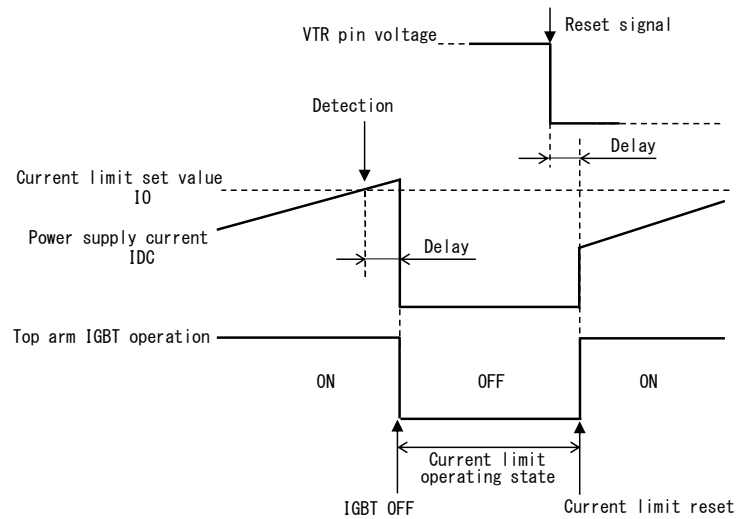 Reset signal
VTR pin voltage
Detection
Delay
Current limit set value
IO
Power supply current
IDC
Delay
Top arm IGBT operation
ON
OFF
ON
Current limit
operating state
IGBT OFF
Current limit reset